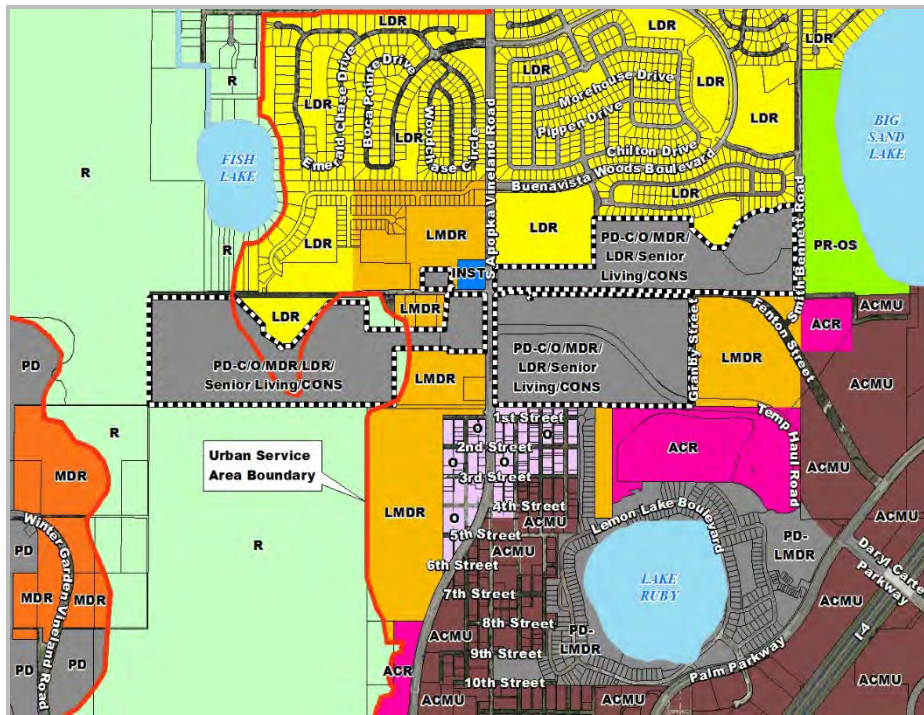 LDR
LDR
LDR
R
Emerald Chase Drive
Boca Pointe Drive
Woodchase Circle
LDR
LDR
S Apopka Vineland Road
LDR
Morehouse Drive
Pippen Drive
LDR
LDR
Chilton Drive
Buenavista Woods Boulevard
LDR
BIG
SAND
LAKE
FISH
LAKE
R
R
LDR
LMDR
INST
LDR
PD-C/O/MDR/
LDR/Senior
Living/CONS
Smith Bennett Road
PR-OS
LDR
LMDR
PD-C/O/MDR/LDR/
Senior Living/CONS
LMDR
PD-C/O/MDR/
LDR/Senior
Living/CONS
Granby Street
LMDR
Fenton Street
ACMU
ACR
ACMU
PD
R
MDR
Urban Service
Area Boundary
LMDR
R
1st Street
O
O
2nd Street
O
O
3rd Street
4th Street
ACMU
O
5th Street
ACMU
6th Street
7th Street
8th Street
9th Street
10th Street
ACR
Temp Haul Road
ACMU
ACMU
Lemon Lake Boulevard
PD-
LMDR
Daryl Carter
Parkway
LAKE
RUBY
PD-
LMDR
Palm Parkway
I-4
ACMU
ACMU
Winter Garden Vineland Road
PD
MDR
MDR
PD
PD
ACR
ACMU
ACMU
ACMU